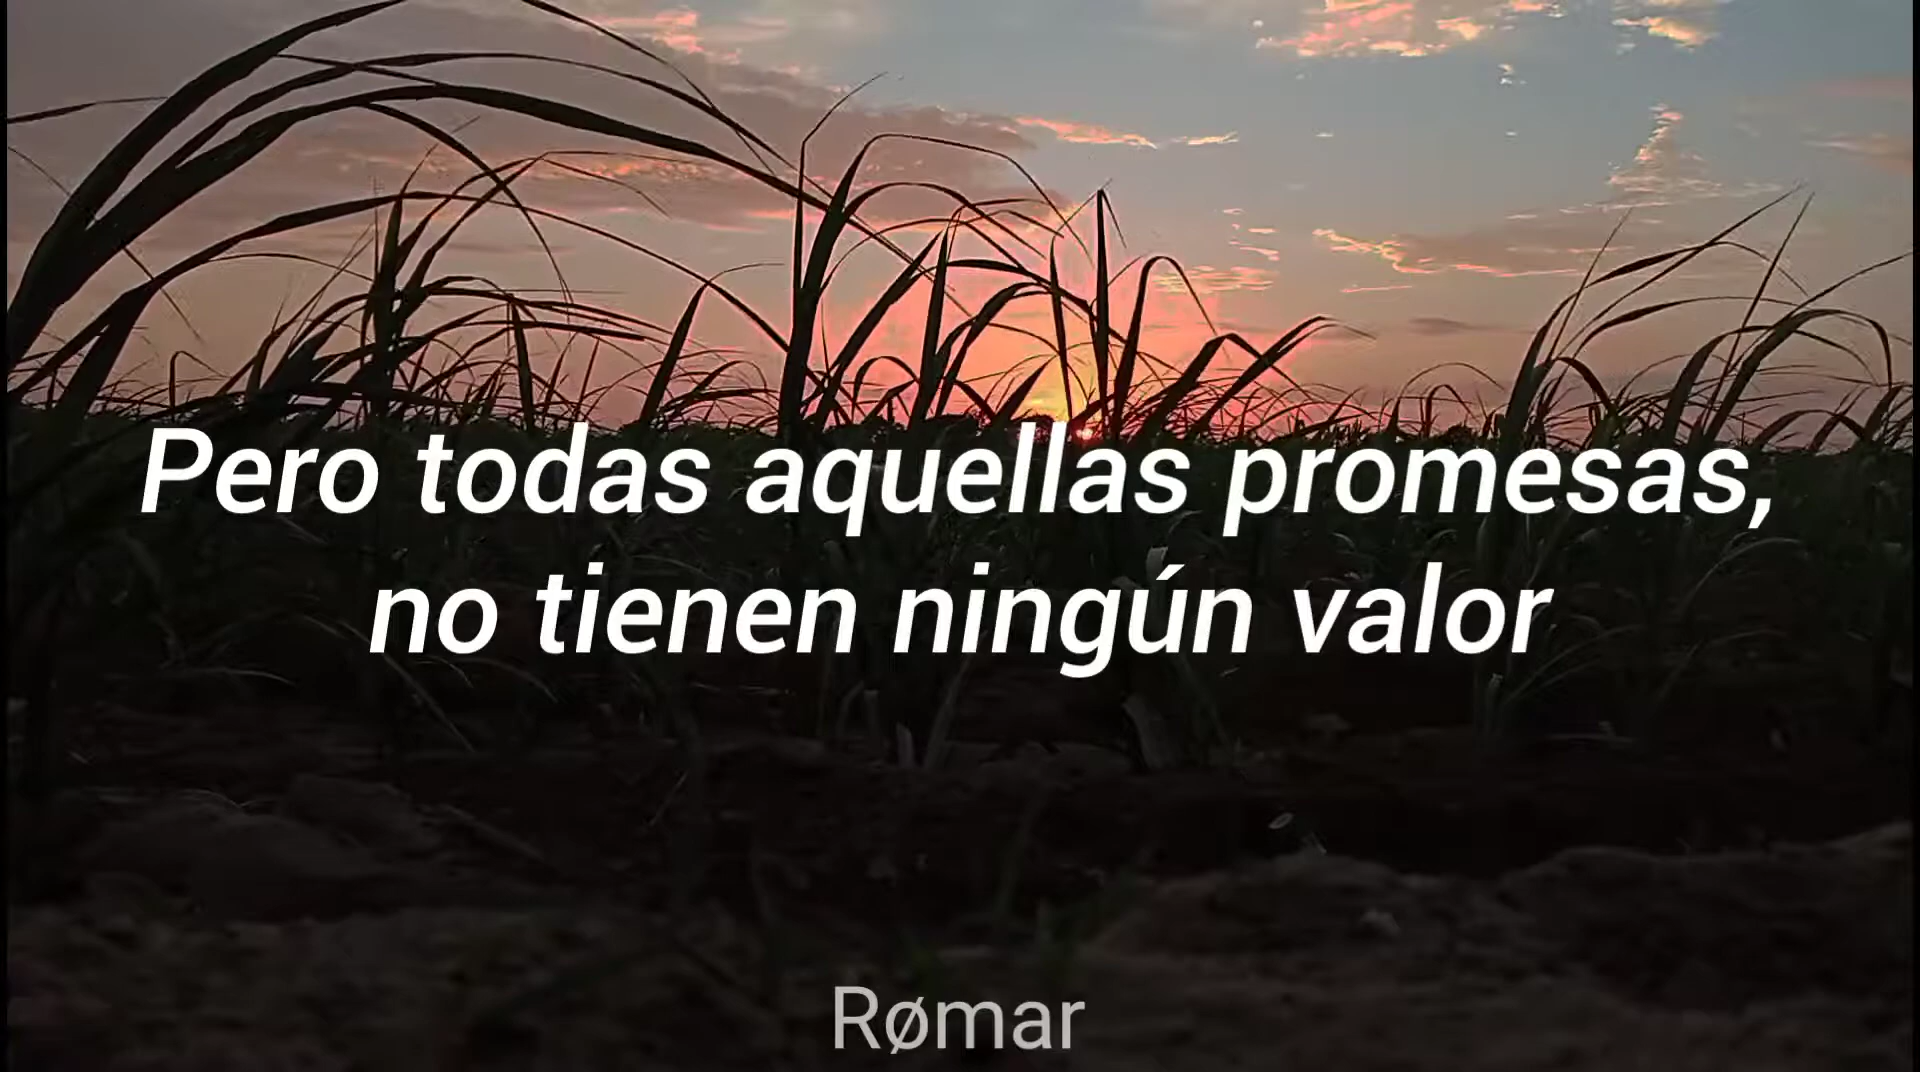 Pero todas aquellas promesas,
no tienen ningún valor
Rømar